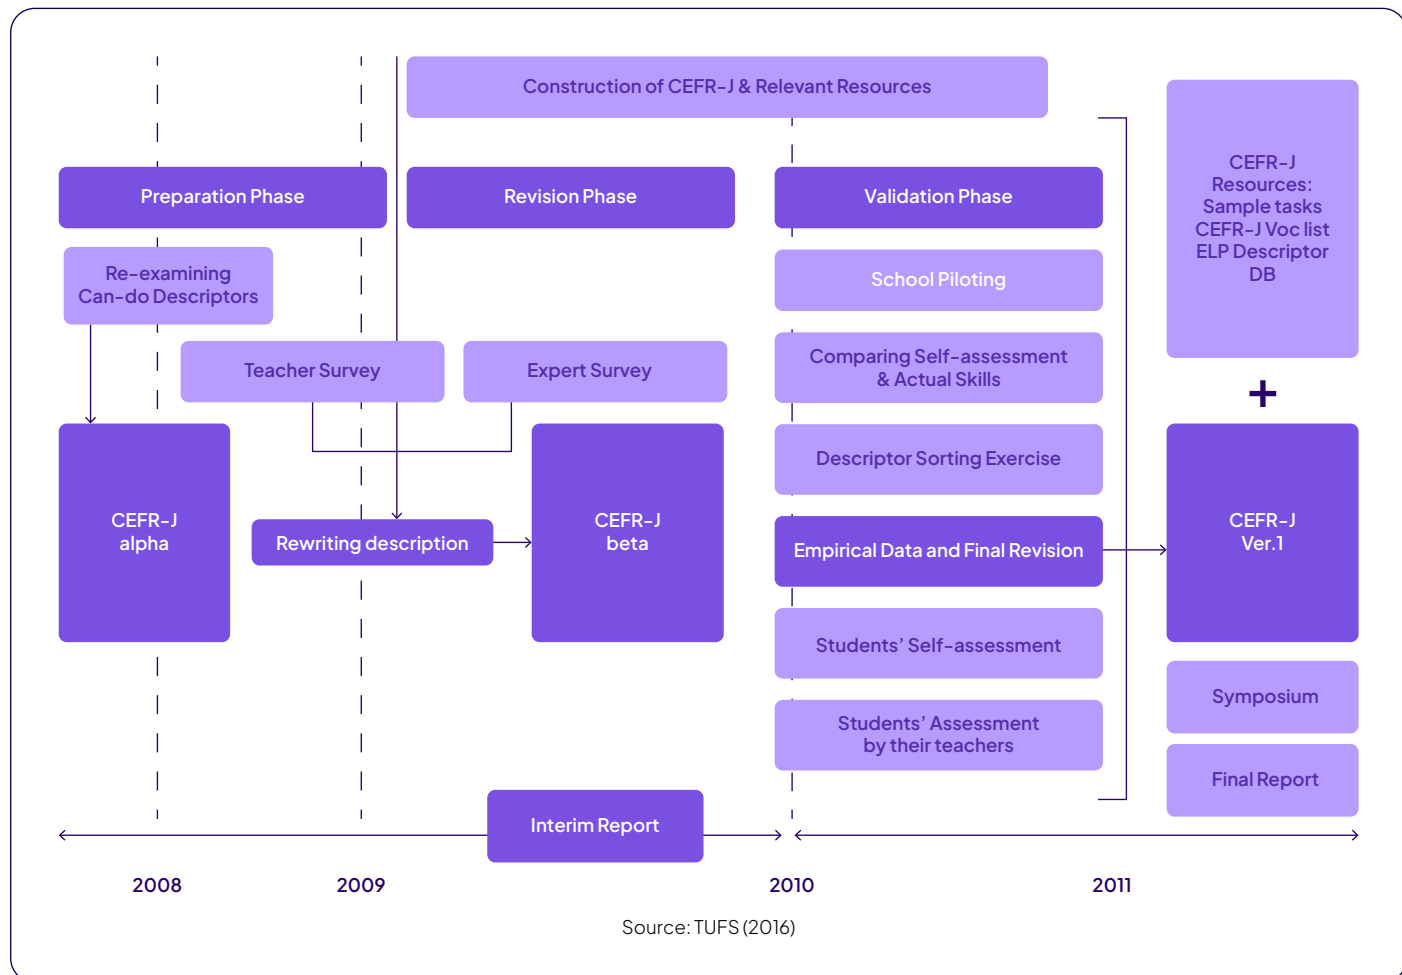 Construction of CEFR-J & Relevant Resources
Preparation Phase
Revision Phase
Validation Phase
Re-examining
Can-do Descriptors
Teacher Survey
Expert Survey
CEFR-J
alpha
Rewriting description
CEFR-J
beta
School Piloting
Comparing Self-assessment
& Actual Skills
Descriptor Sorting Exercise
Empirical Data and Final Revision
Students’ Self-assessment
Students’ Assessment
by their teachers
CEFR-J
Resources:
Sample tasks
CEFR-J Voc list
ELP Descriptor
DB
+
CEFR-J
Ver.1
Symposium
Final Report
Interim Report
2008
2009
2010
2011
Source: TUFS (2016)